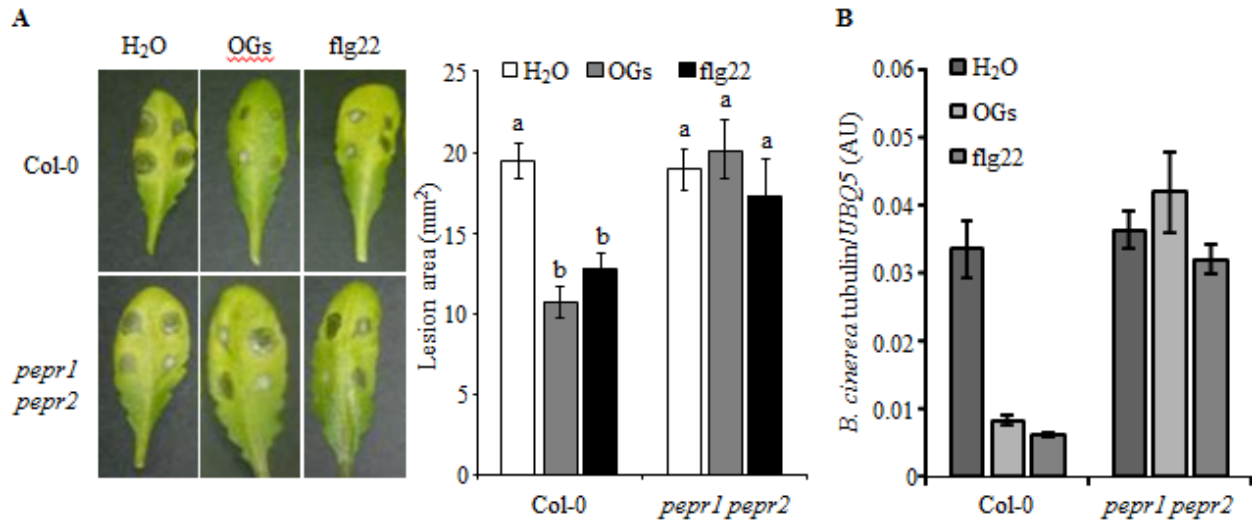 A
H₂O
OGs
flg22
Col-0
pepr1
pepr2
Lesion area (mm²)
25
20
15
10
5
0
H₂O
OGs
flg22
a
b
b
a
a
a
Col-0
pepr1 pepr2
B
B. cinerea tubulin/UBQ5 (AU)
0.06
0.05
0.04
0.03
0.02
0.01
0
H₂O
OGs
flg22
Col-0
pepr1 pepr2